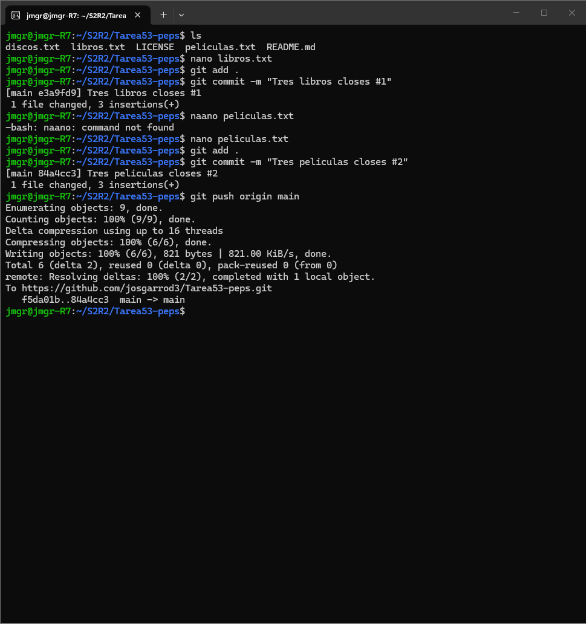 jmgr@jmgr-R7: ~/S2R2/Tarea
jmgr@jmgr-R7:~/S2R2/Tarea53-peps$ ls
discos.txt  libros.txt  LICENSE  peliculas.txt  README.md
jmgr@jmgr-R7:~/S2R2/Tarea53-peps$ nano libros.txt
jmgr@jmgr-R7:~/S2R2/Tarea53-peps$ git add .
jmgr@jmgr-R7:~/S2R2/Tarea53-peps$ git commit -m "Tres libros closes #1"
[main e3a9fd9] Tres libros closes #1
 1 file changed, 3 insertions(+)
jmgr@jmgr-R7:~/S2R2/Tarea53-peps$ naano peliculas.txt
-bash: naano: command not found
jmgr@jmgr-R7:~/S2R2/Tarea53-peps$ nano peliculas.txt
jmgr@jmgr-R7:~/S2R2/Tarea53-peps$ git add .
jmgr@jmgr-R7:~/S2R2/Tarea53-peps$ git commit -m "Tres peliculas closes #2"
[main 84a4cc3] Tres peliculas closes #2
 1 file changed, 3 insertions(+)
jmgr@jmgr-R7:~/S2R2/Tarea53-peps$ git push origin main
Enumerating objects: 9, done.
Counting objects: 100% (9/9), done.
Delta compression using up to 16 threads
Compressing objects: 100% (6/6), done.
Writing objects: 100% (6/6), 821 bytes | 821.00 KiB/s, done.
Total 6 (delta 2), reused 0 (delta 0), pack-reused 0 (from 0)
remote: Resolving deltas: 100% (2/2), completed with 1 local object.
To https://github.com/josgarrod3/Tarea53-peps.git
   f5da01b..84a4cc3  main -> main
jmgr@jmgr-R7:~/S2R2/Tarea53-peps$